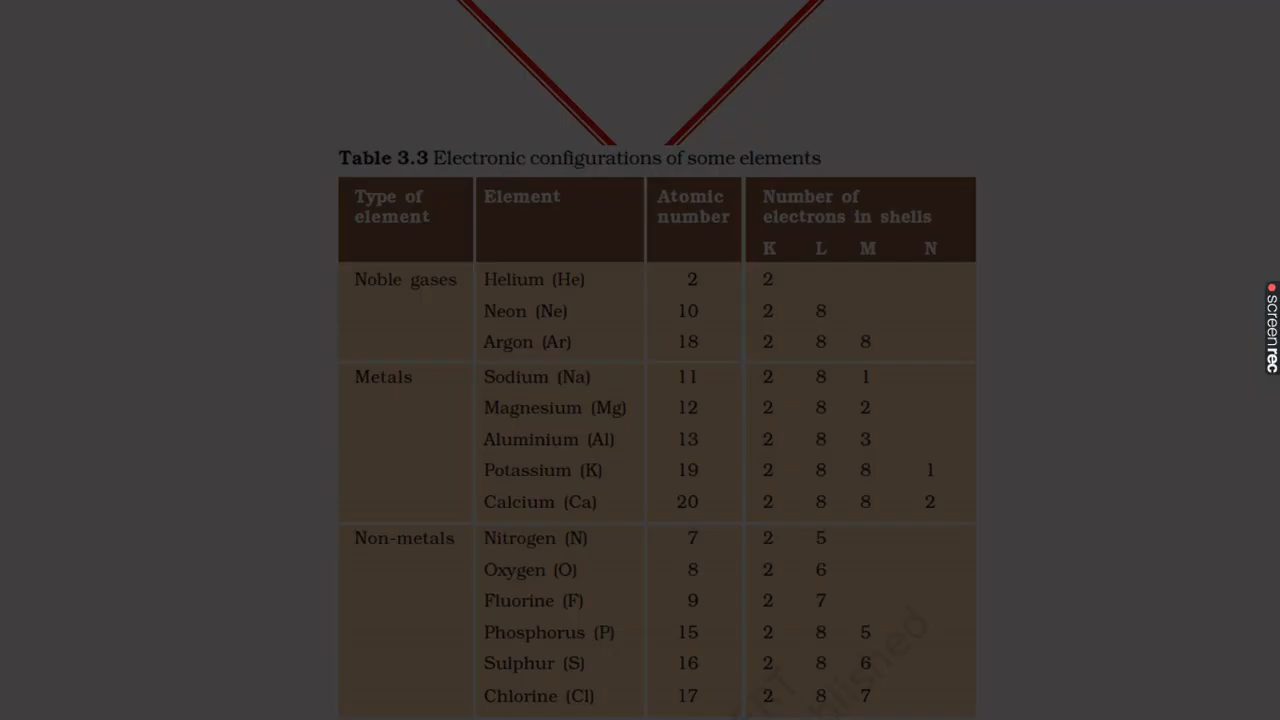 Table 3.3 Electronic configurations of some elements
Type of element Element Atomic number Number of electrons in shells
K L M N
Noble gases Helium (He) 2 2
Neon (Ne) 10 2 8
Argon (Ar) 18 2 8 8
Metals Sodium (Na) 11 2 8 1
Magnesium (Mg) 12 2 8 2
Aluminium (Al) 13 2 8 3
Potassium (K) 19 2 8 8 1
Calcium (Ca) 20 2 8 8 2
Non-metals Nitrogen (N) 7 2 5
Oxygen (O) 8 2 6
Fluorine (F) 9 2 7
Phosphorus (P) 15 2 8 5
Sulphur (S) 16 2 8 6
Chlorine (Cl) 17 2 8 7
screenrec